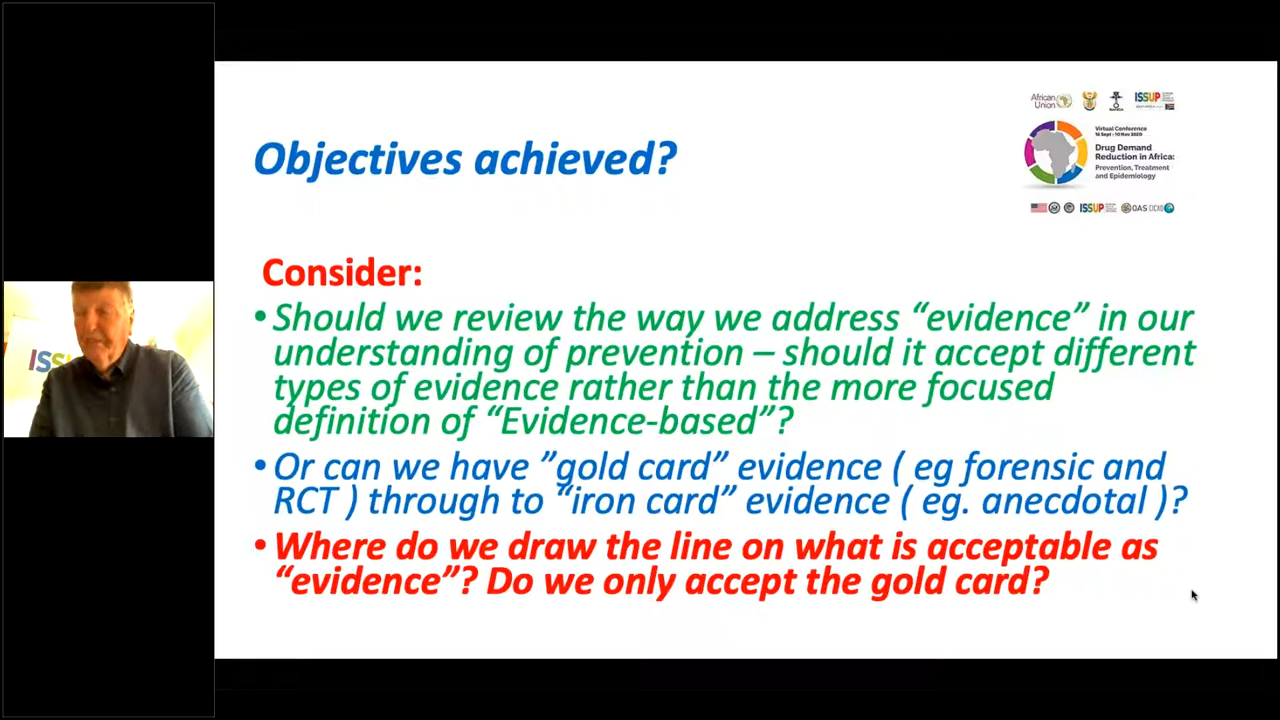 Objectives achieved?
African
Union
ISSUP
Virtual Conference
16 Sept - 10 Nov 2020
Drug Demand
Reduction in Africa:
Prevention, Treatment
and Epidemiology
ISSUP
OAS
Consider:
• Should we review the way we address “evidence” in our
understanding of prevention – should it accept different
types of evidence rather than the more focused
definition of “Evidence-based”?
• Or can we have ”gold card” evidence ( eg forensic and
RCT ) through to “iron card” evidence ( eg. anecdotal )?
• Where do we draw the line on what is acceptable as
“evidence”? Do we only accept the gold card?
ISSU